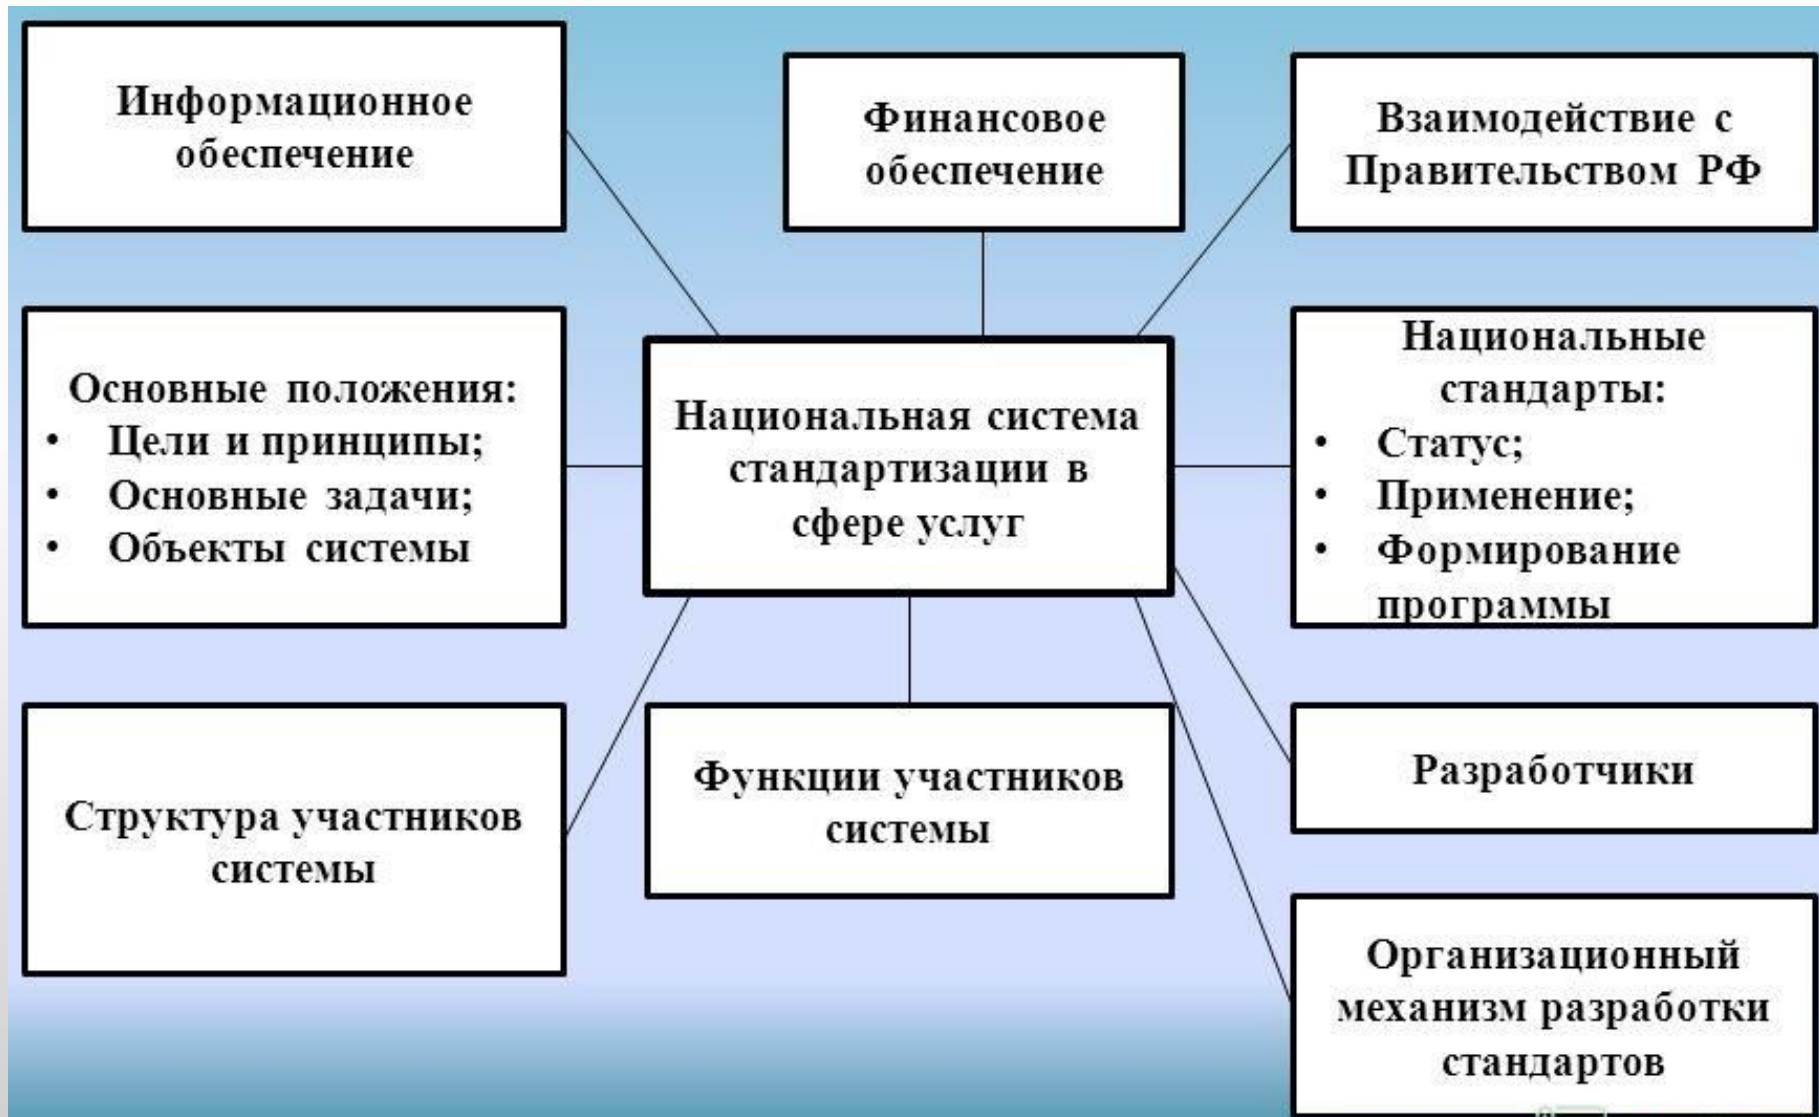 Информационное
обеспечение
Финансовое
обеспечение
Взаимодействие с
Правительством РФ
Основные положения:
• Цели и принципы;
• Основные задачи;
• Объекты системы
Национальная система
стандартизации в
сфере услуг
Национальные
стандарты:
• Статус;
• Применение;
• Формирование
программы
Структура участников
системы
Функции участников
системы
Разработчики
Организационный
механизм разработки
стандартов